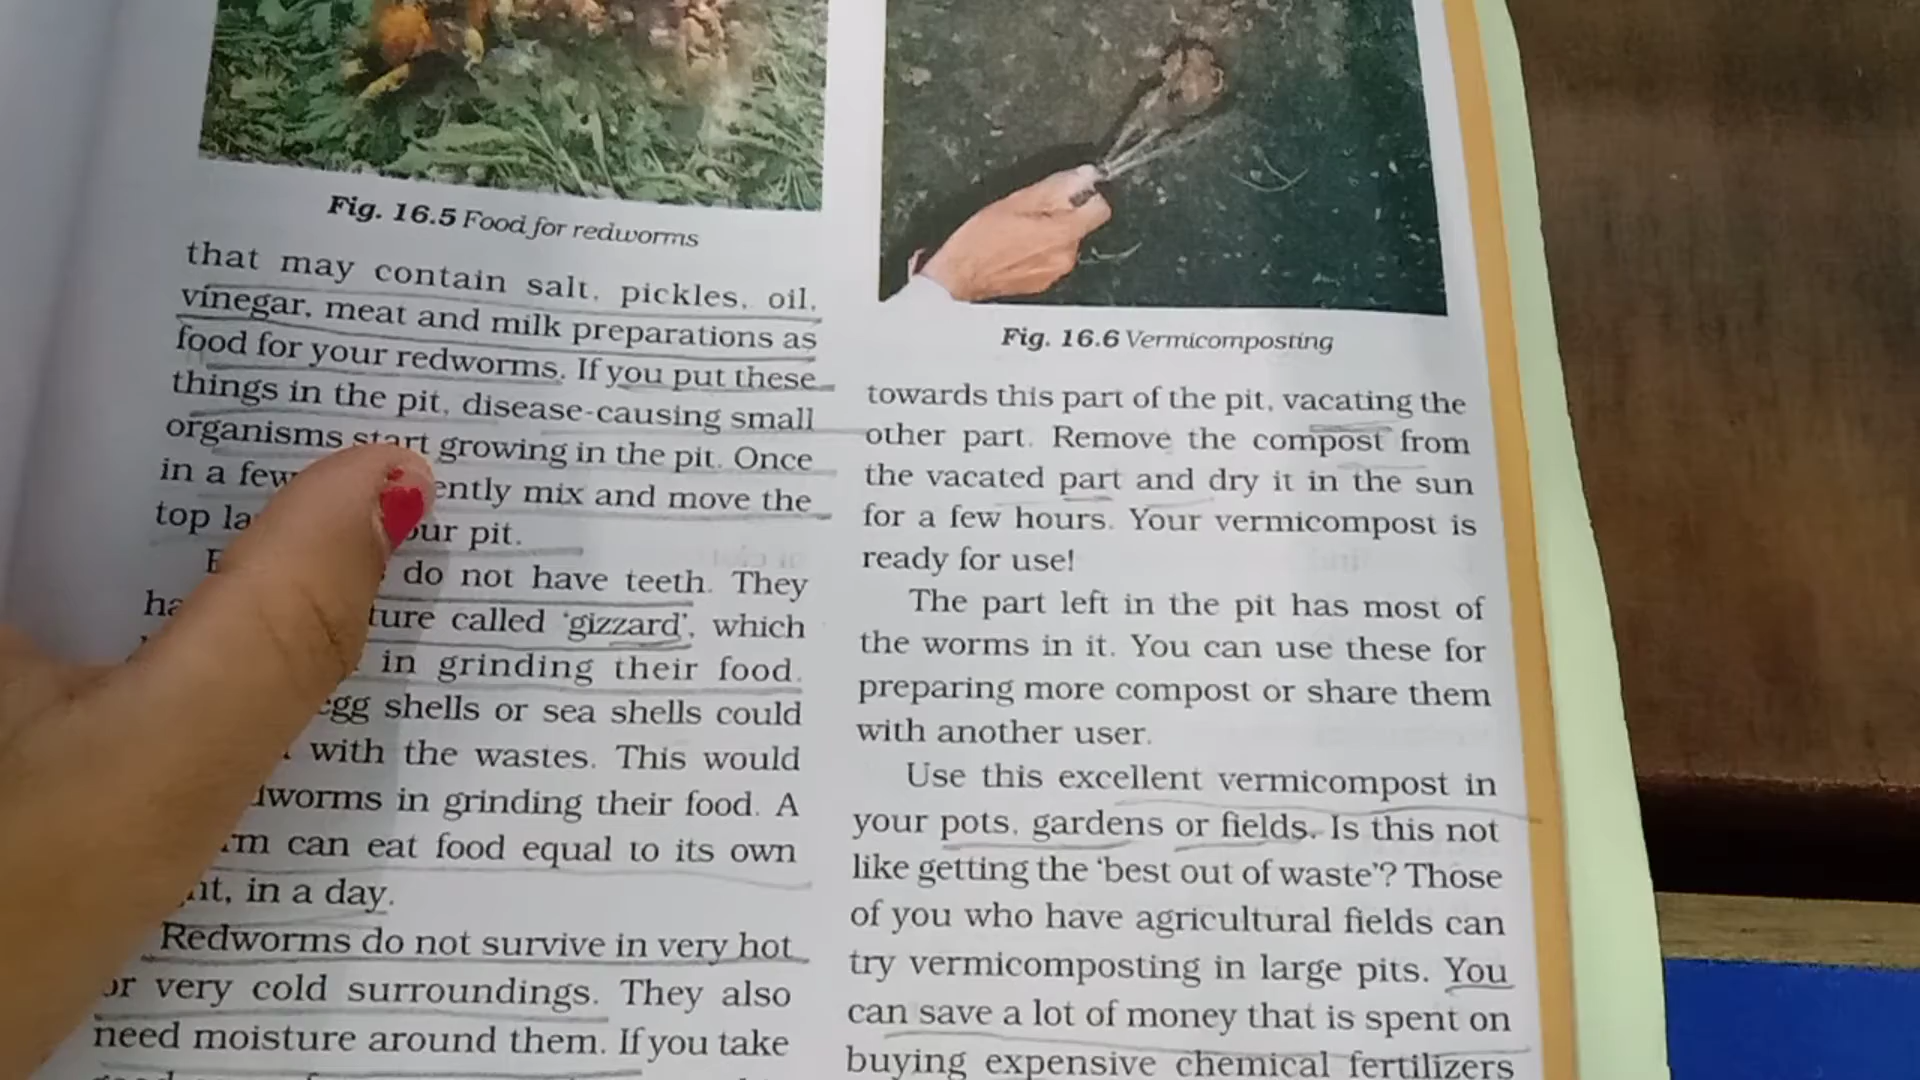 Fig. 16.5 Food for redworms
that may contain salt, pickles, oil,
vinegar, meat and milk preparations as
food for your redworms. If you put these
things in the pit, disease-causing small
organisms start growing in the pit. Once
in a few ently mix and move the
top la our pit.
do not have teeth. They
ha ture called ‘gizzard’, which
in grinding their food.
egg shells or sea shells could
with the wastes. This would
worms in grinding their food. A
rm can eat food equal to its own
ht, in a day.
Redworms do not survive in very hot
or very cold surroundings. They also
need moisture around them. If you take
Fig. 16.6 Vermicomposting
towards this part of the pit, vacating the
other part. Remove the compost from
the vacated part and dry it in the sun
for a few hours. Your vermicompost is
ready for use!
The part left in the pit has most of
the worms in it. You can use these for
preparing more compost or share them
with another user.
Use this excellent vermicompost in
your pots, gardens or fields. Is this not
like getting the ‘best out of waste’? Those
of you who have agricultural fields can
try vermicomposting in large pits. You
can save a lot of money that is spent on
buying expensive chemical fertilizers